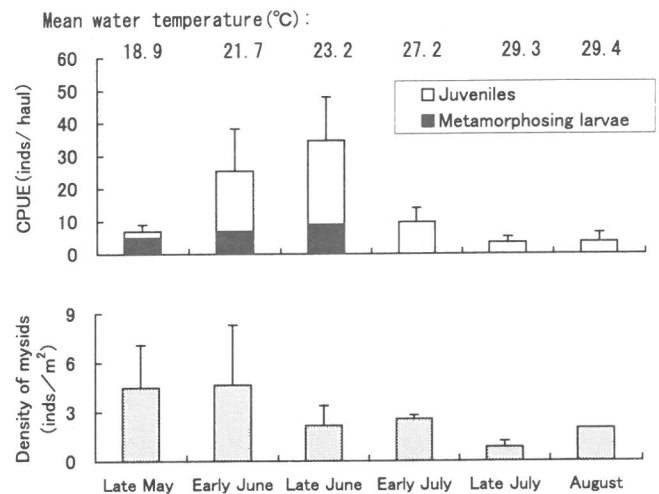 Mean water temperature(°C):
18.9 21.7 23.2 27.2 29.3 29.4
CPUE (inds/ haul)
60
50
40
30
20
10
0
Juveniles
Metamorphosing larvae
Density of mysids
(inds/m²)
9
6
3
0
Late May Early June Late June Early July Late July August